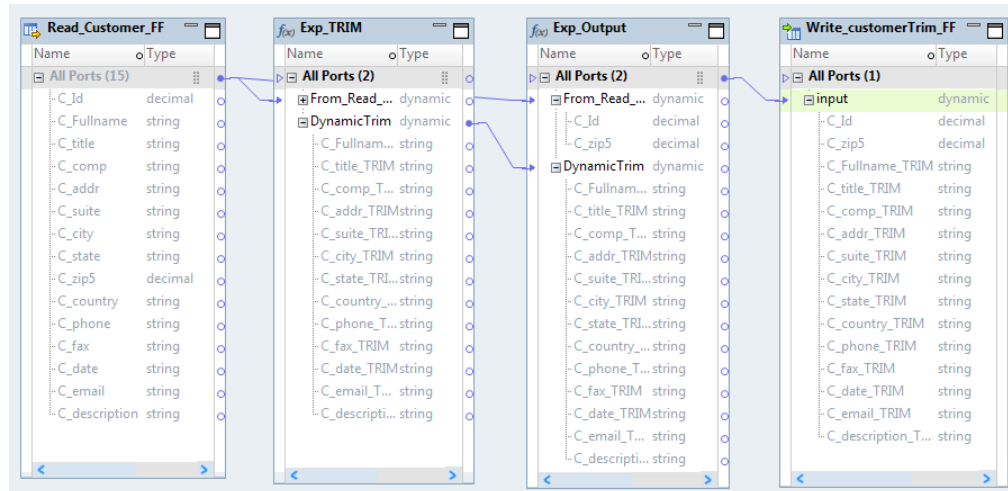 Read_Customer_FF
Name Type
All Ports (15)
C_Id decimal
C_Fullname string
C_title string
C_comp string
C_addr string
C_suite string
C_city string
C_state string
C_zip5 decimal
C_country string
C_phone string
C_fax string
C_date string
C_email string
C_description string
f(x) Exp_TRIM
Name Type
All Ports (2)
From_Read_... dynamic
DynamicTrim dynamic
C_Fullnam... string
C_title_TRIM string
C_comp_T... string
C_addr_TRIM string
C_suite_TRI... string
C_city_TRIM string
C_state_TRI... string
C_country_... string
C_phone_T... string
C_fax_TRIM string
C_date_TRIM string
C_email_T... string
C_descripti... string
f(x) Exp_Output
Name Type
All Ports (2)
From_Read_... dynamic
C_Id decimal
C_zip5 decimal
DynamicTrim dynamic
C_Fullnam... string
C_title_TRIM string
C_comp_T... string
C_addr_TRIM string
C_suite_TRI... string
C_city_TRIM string
C_state_TRI... string
C_country_... string
C_phone_T... string
C_fax_TRIM string
C_date_TRIM string
C_email_T... string
C_descripti... string
Write_customerTrim_FF
Name Type
All Ports (1)
input dynamic
C_Id decimal
C_zip5 decimal
C_Fullname_TRIM string
C_title_TRIM string
C_comp_TRIM string
C_addr_TRIM string
C_suite_TRIM string
C_city_TRIM string
C_state_TRIM string
C_country_TRIM string
C_phone_TRIM string
C_fax_TRIM string
C_date_TRIM string
C_email_TRIM string
C_description_T... string